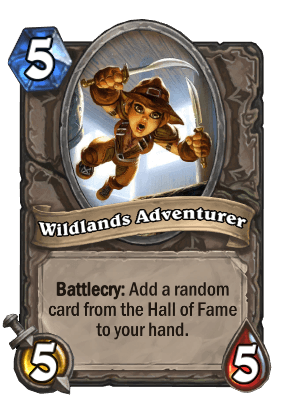 5
Wildlands Adventurer
Battlecry: Add a random
card from the Hall of Fame
to your hand.
5 5